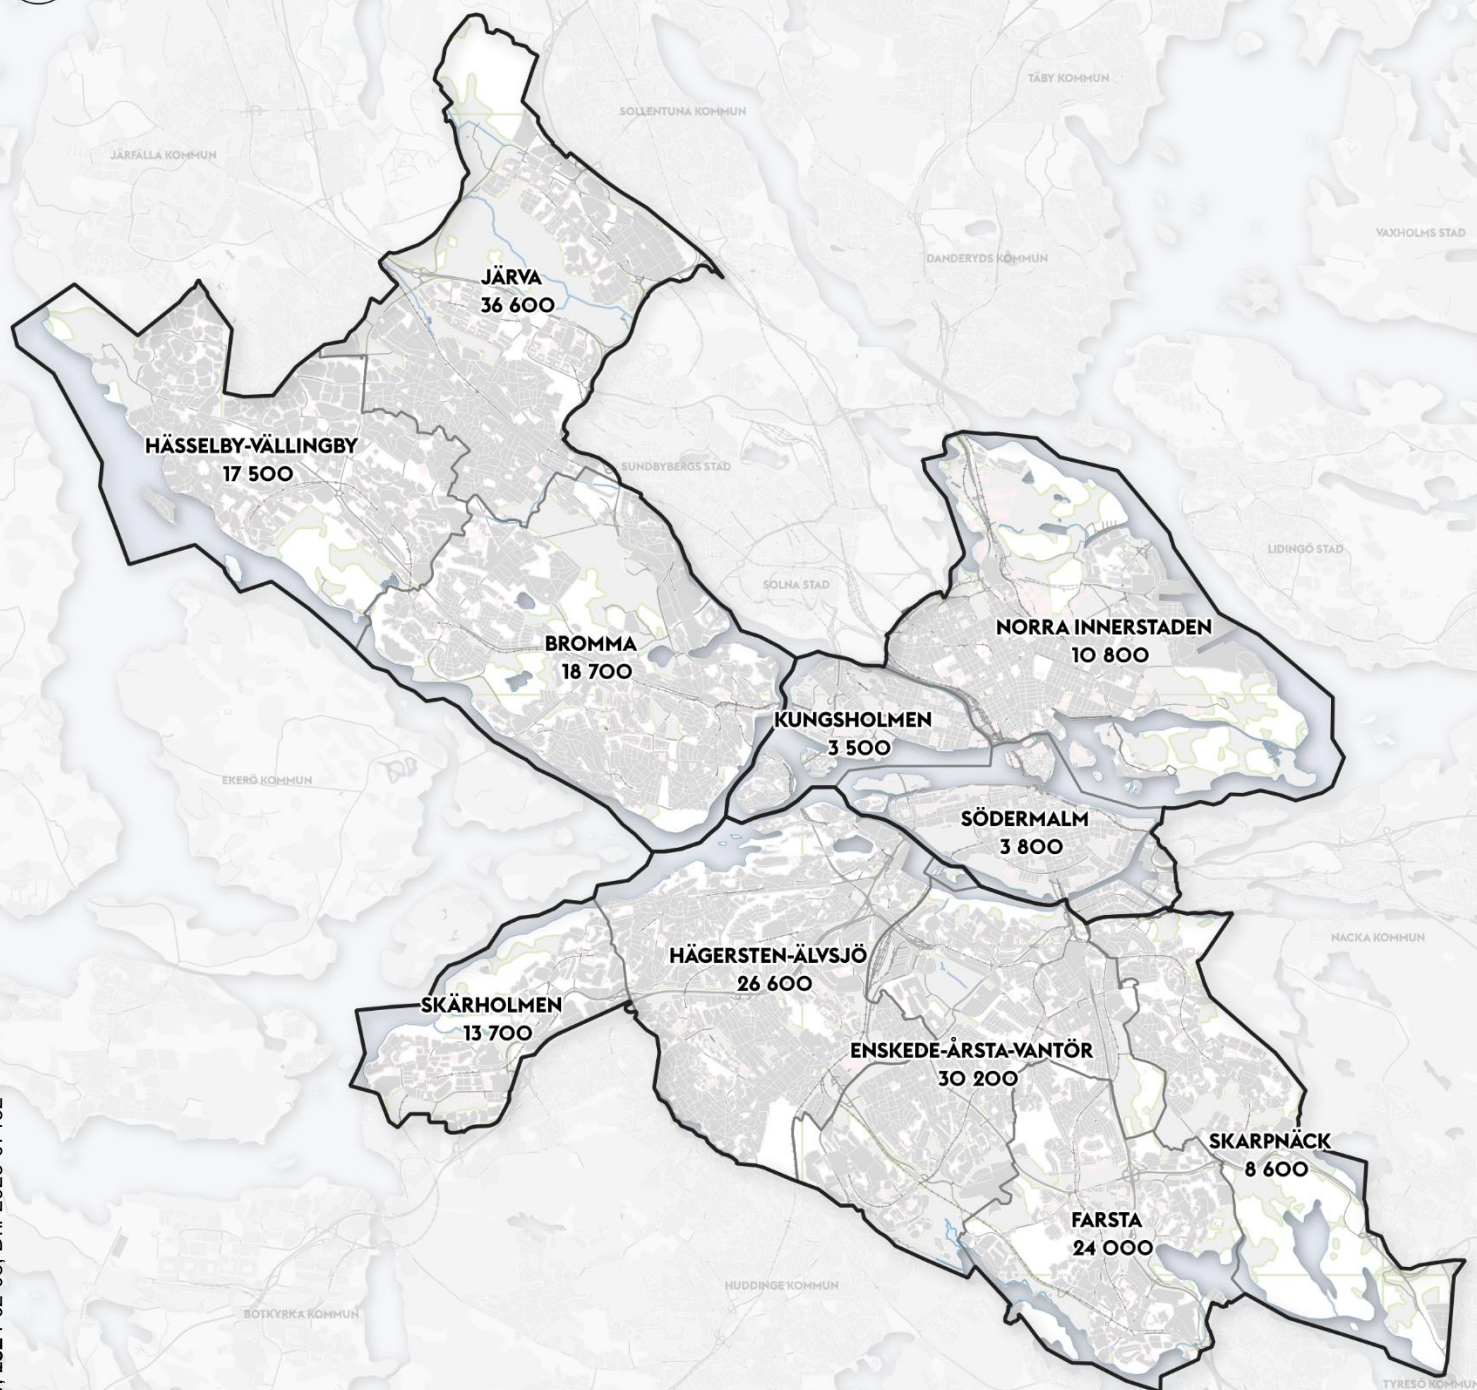 TÄBY KOMMUN
SOLLENTUNA KOMMUN
JÄRFÄLLA KOMMUN
VAXHOLMS STAD
DANDERYDS KOMMUN
JÄRVA
36 600
HÄSSELBY-VÄLLINGBY
17 500
SUNDBYBERGS STAD
LIDINGÖ STAD
SOLNA STAD
NORRA INNERSTADEN
10 800
BROMMA
18 700
KUNGSHOLMEN
3 500
EKERÖ KOMMUN
SÖDERMALM
3 800
NACKA KOMMUN
HÄGERSTEN-ÄLVSJÖ
26 600
SKÄRHOLMEN
13 700
ENSKEDE-ÅRSTA-VANTÖR
30 200
SKARPNÄCK
8 600
FARSTA
24 000
HUDDINGE KOMMUN
BOTKYRKA KOMMUN
TYRESÖ KOMMUN